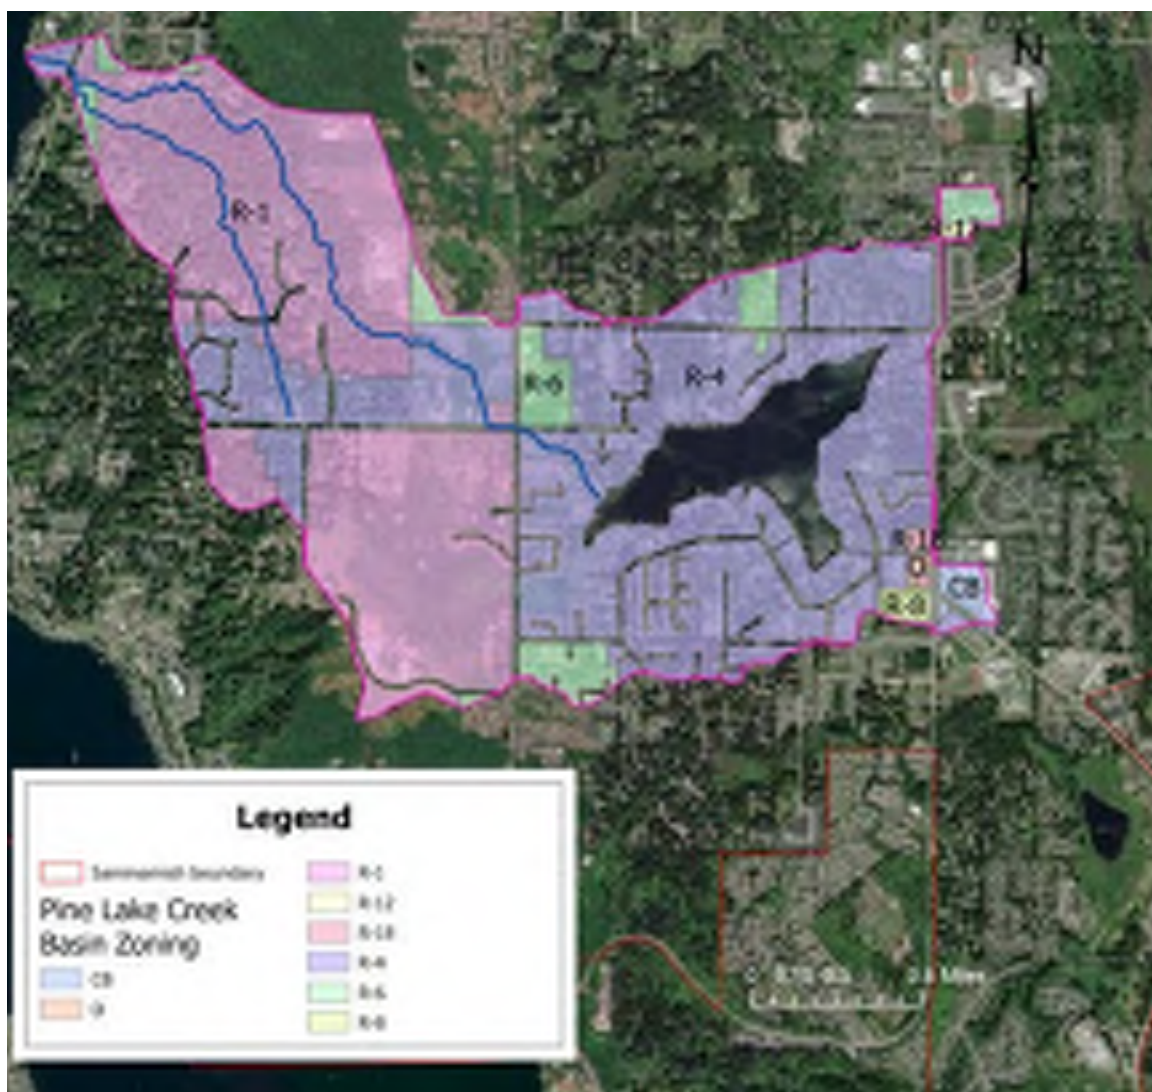 N
R-1
R-6
R-4
R-8
CB
Legend
Sammamish boundary
Pine Lake Creek
Basin Zoning
CB
R-1
R-12
R-18
R-4
R-6
R-8
Miles